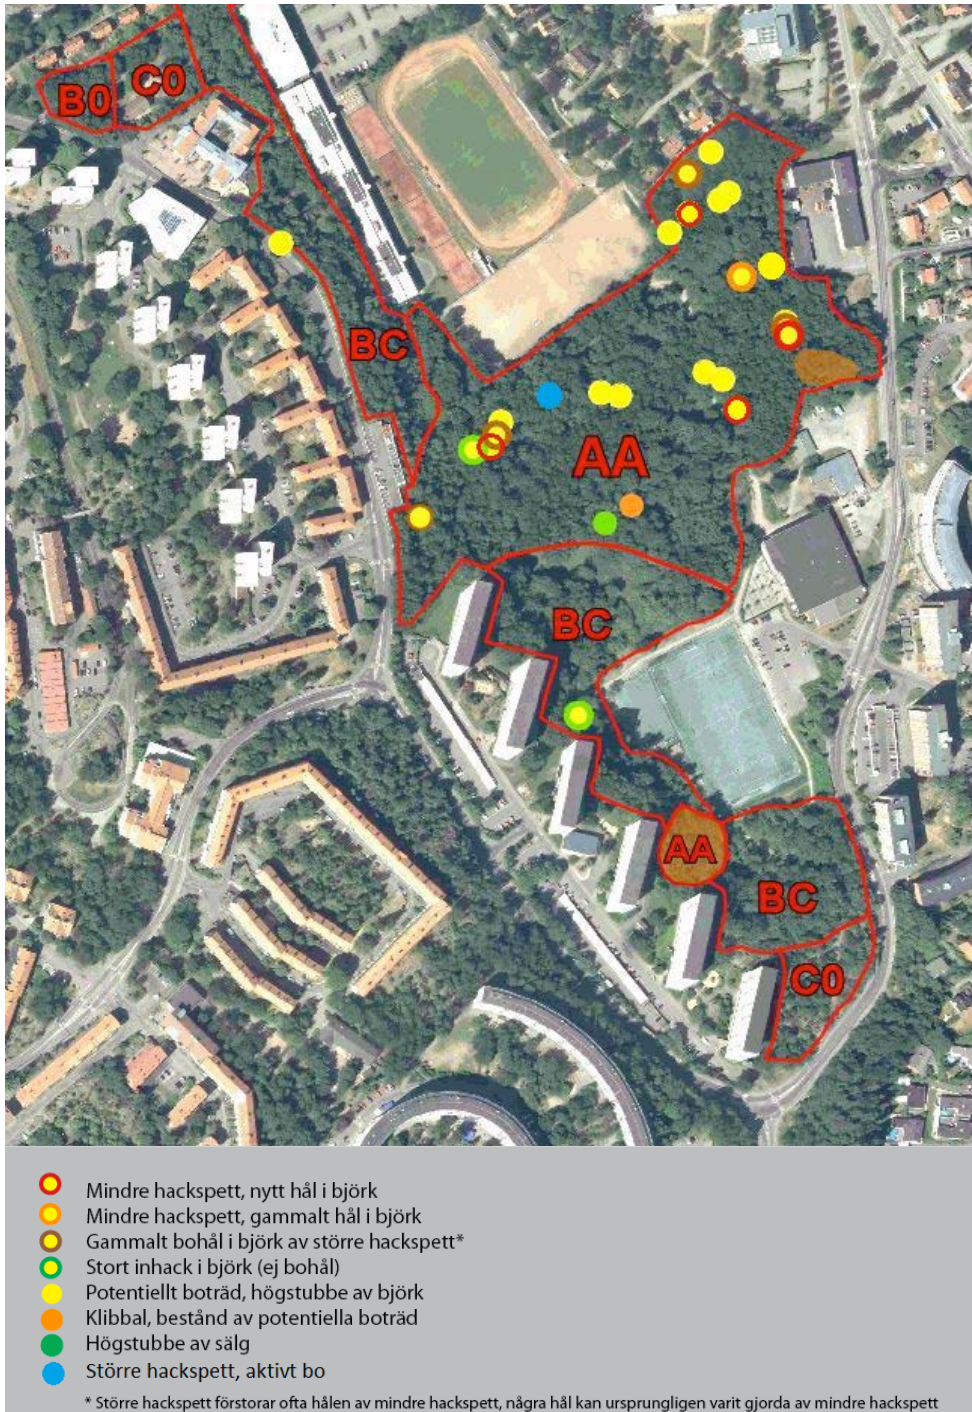 B0 C0
BC
AA
BC
AA
BC
C0
Mindre hackspett, nytt hål i björk
Mindre hackspett, gammalt hål i björk
Gammalt bohål i björk av större hackspett*
Stort inhack i björk (ej bohål)
Potentiellt boträd, högstubbe av björk
Klibbal, bestånd av potentiella boträd
Högstubbe av sälg
Större hackspett, aktivt bo
* Större hackspett förstorar ofta hålen av mindre hackspett, några hål kan ursprungligen varit gjorda av mindre hackspett